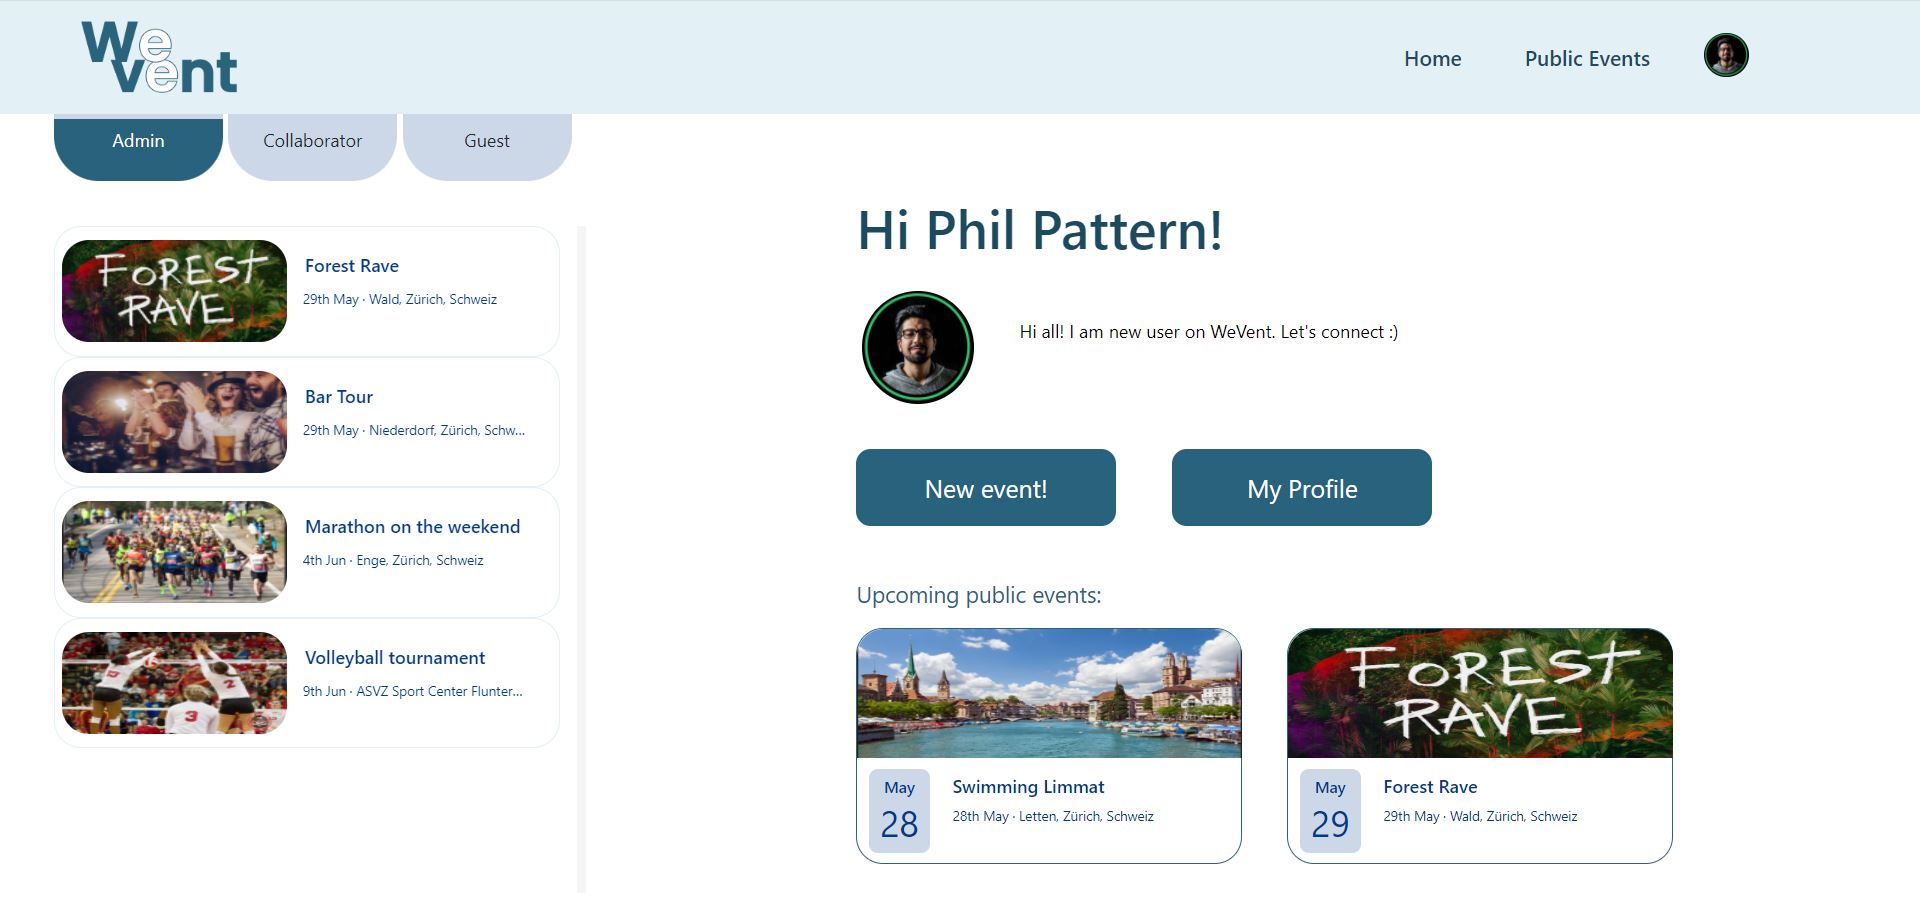 We
vent
Home
Public Events
Admin
Collaborator
Guest
FOREST
RAVE
Forest Rave
29th May · Wald, Zürich, Schweiz
Bar Tour
29th May · Niederdorf, Zürich, Schw...
Marathon on the weekend
4th Jun · Enge, Zürich, Schweiz
2
3
Volleyball tournament
9th Jun · ASVZ Sport Center Flunter...
Hi Phil Pattern!
Hi all! I am new user on WeVent. Let's connect :)
New event!
My Profile
Upcoming public events:
May
28
Swimming Limmat
28th May · Letten, Zürich, Schweiz
FOREST
RAVE
May
29
Forest Rave
29th May · Wald, Zürich, Schweiz